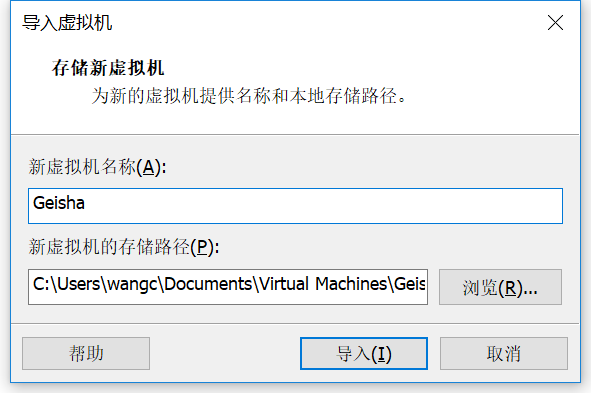 导入虚拟机
存储新虚拟机
为新的虚拟机提供名称和本地存储路径。
新虚拟机名称(A):
Geisha
新虚拟机的存储路径(P):
C:\Users\wangc\Documents\Virtual Machines\Geis
浏览(R)...
帮助
导入(I)
取消